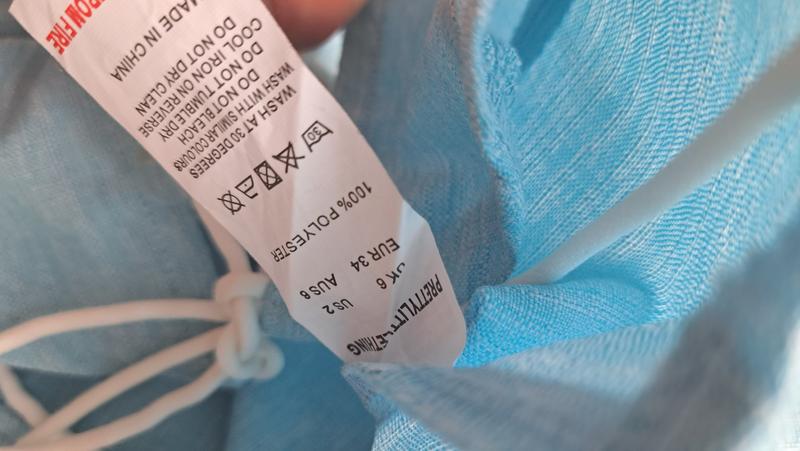 PRETTYLITTLETHING
UK 6 US 2
EUR 34 AUS 6
100% POLYESTER
30
WASH AT 30 DEGREES
WASH WITH SIMILAR COLOURS
DO NOT BLEACH
DO NOT TUMBLE DRY
COOL IRON ON REVERSE
DO NOT DRY CLEAN
MADE IN CHINA
FROM FIRE